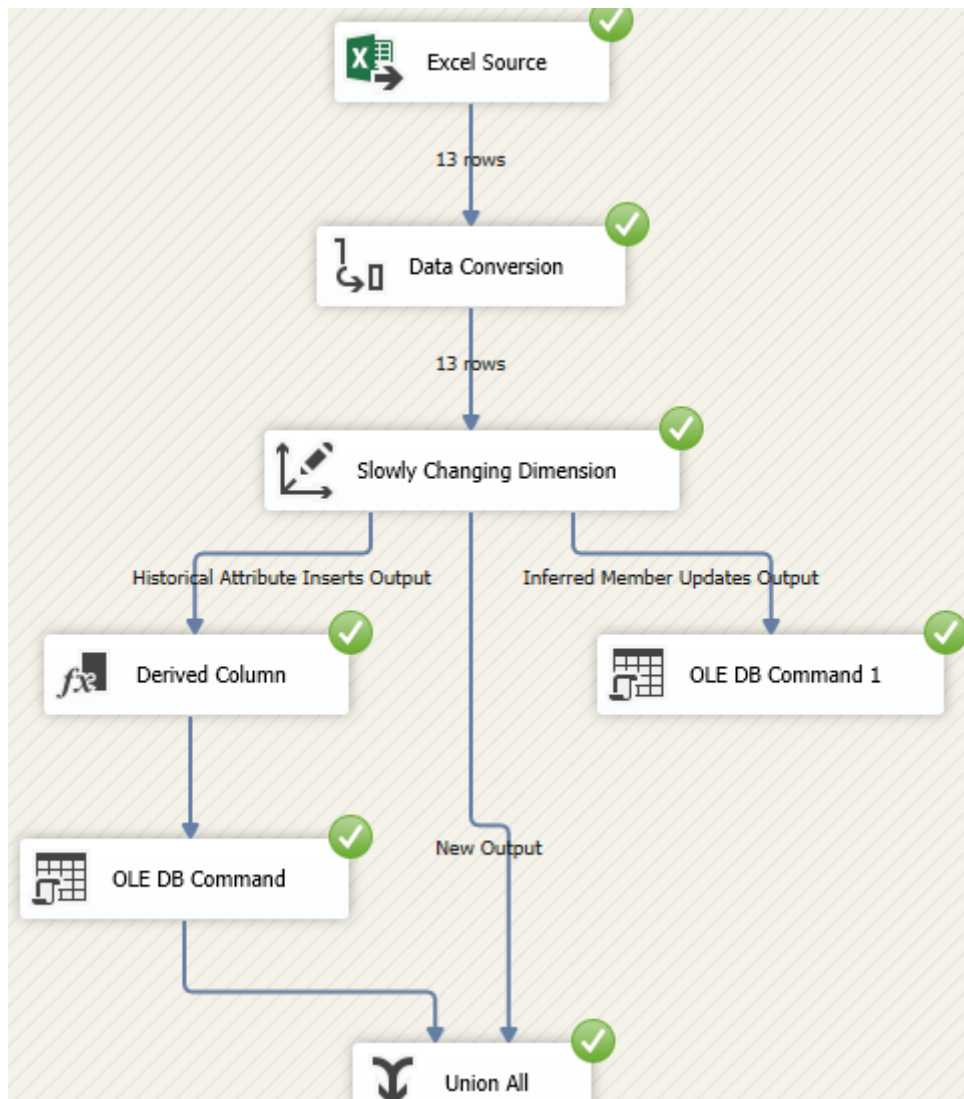 Excel Source
13 rows
Data Conversion
13 rows
Slowly Changing Dimension
Historical Attribute Inserts Output
Inferred Member Updates Output
Derived Column
OLE DB Command 1
New Output
OLE DB Command
Union All